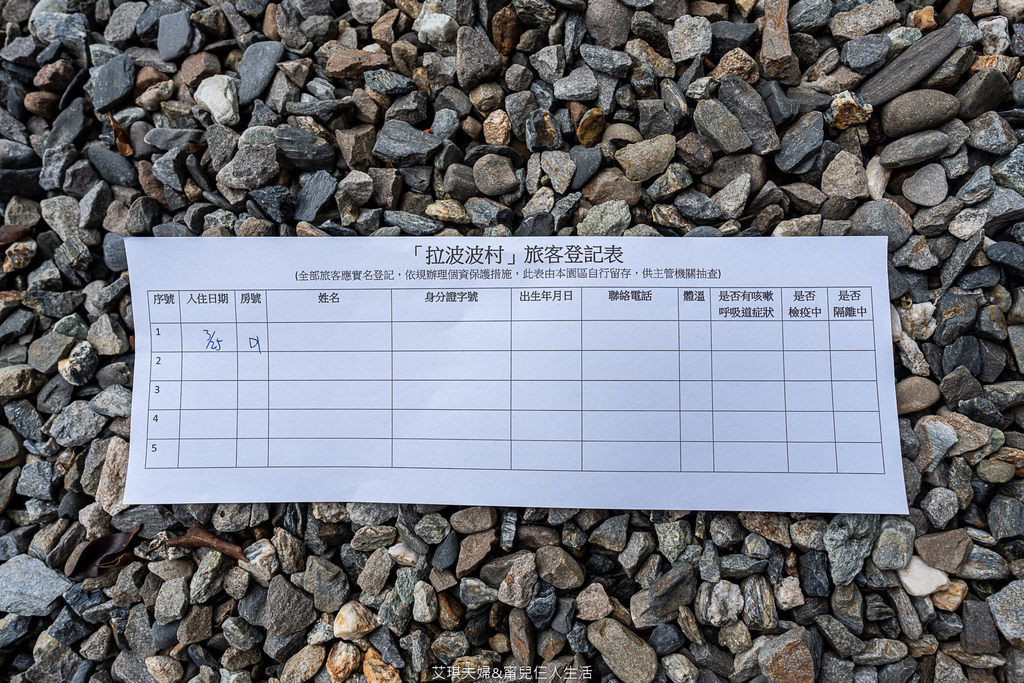 「拉波波村」旅客登記表
(全部旅客應實名登記，依規辦理個資保護措施，此表由本園區自行留存，供主管機關抽查)
序號 入住日期 房號 姓名 身分證字號 出生年月日 聯絡電話 體溫 是否有咳嗽 是否 是否
呼吸道症狀 檢疫中 隔離中
1 3/25 D1
2
3
4
5
艾琪夫婦&甯兒仨人生活